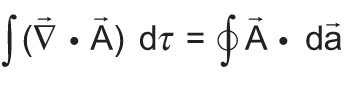 ∫(∇⃗ • A⃗) dτ = ∮A⃗ • da⃗